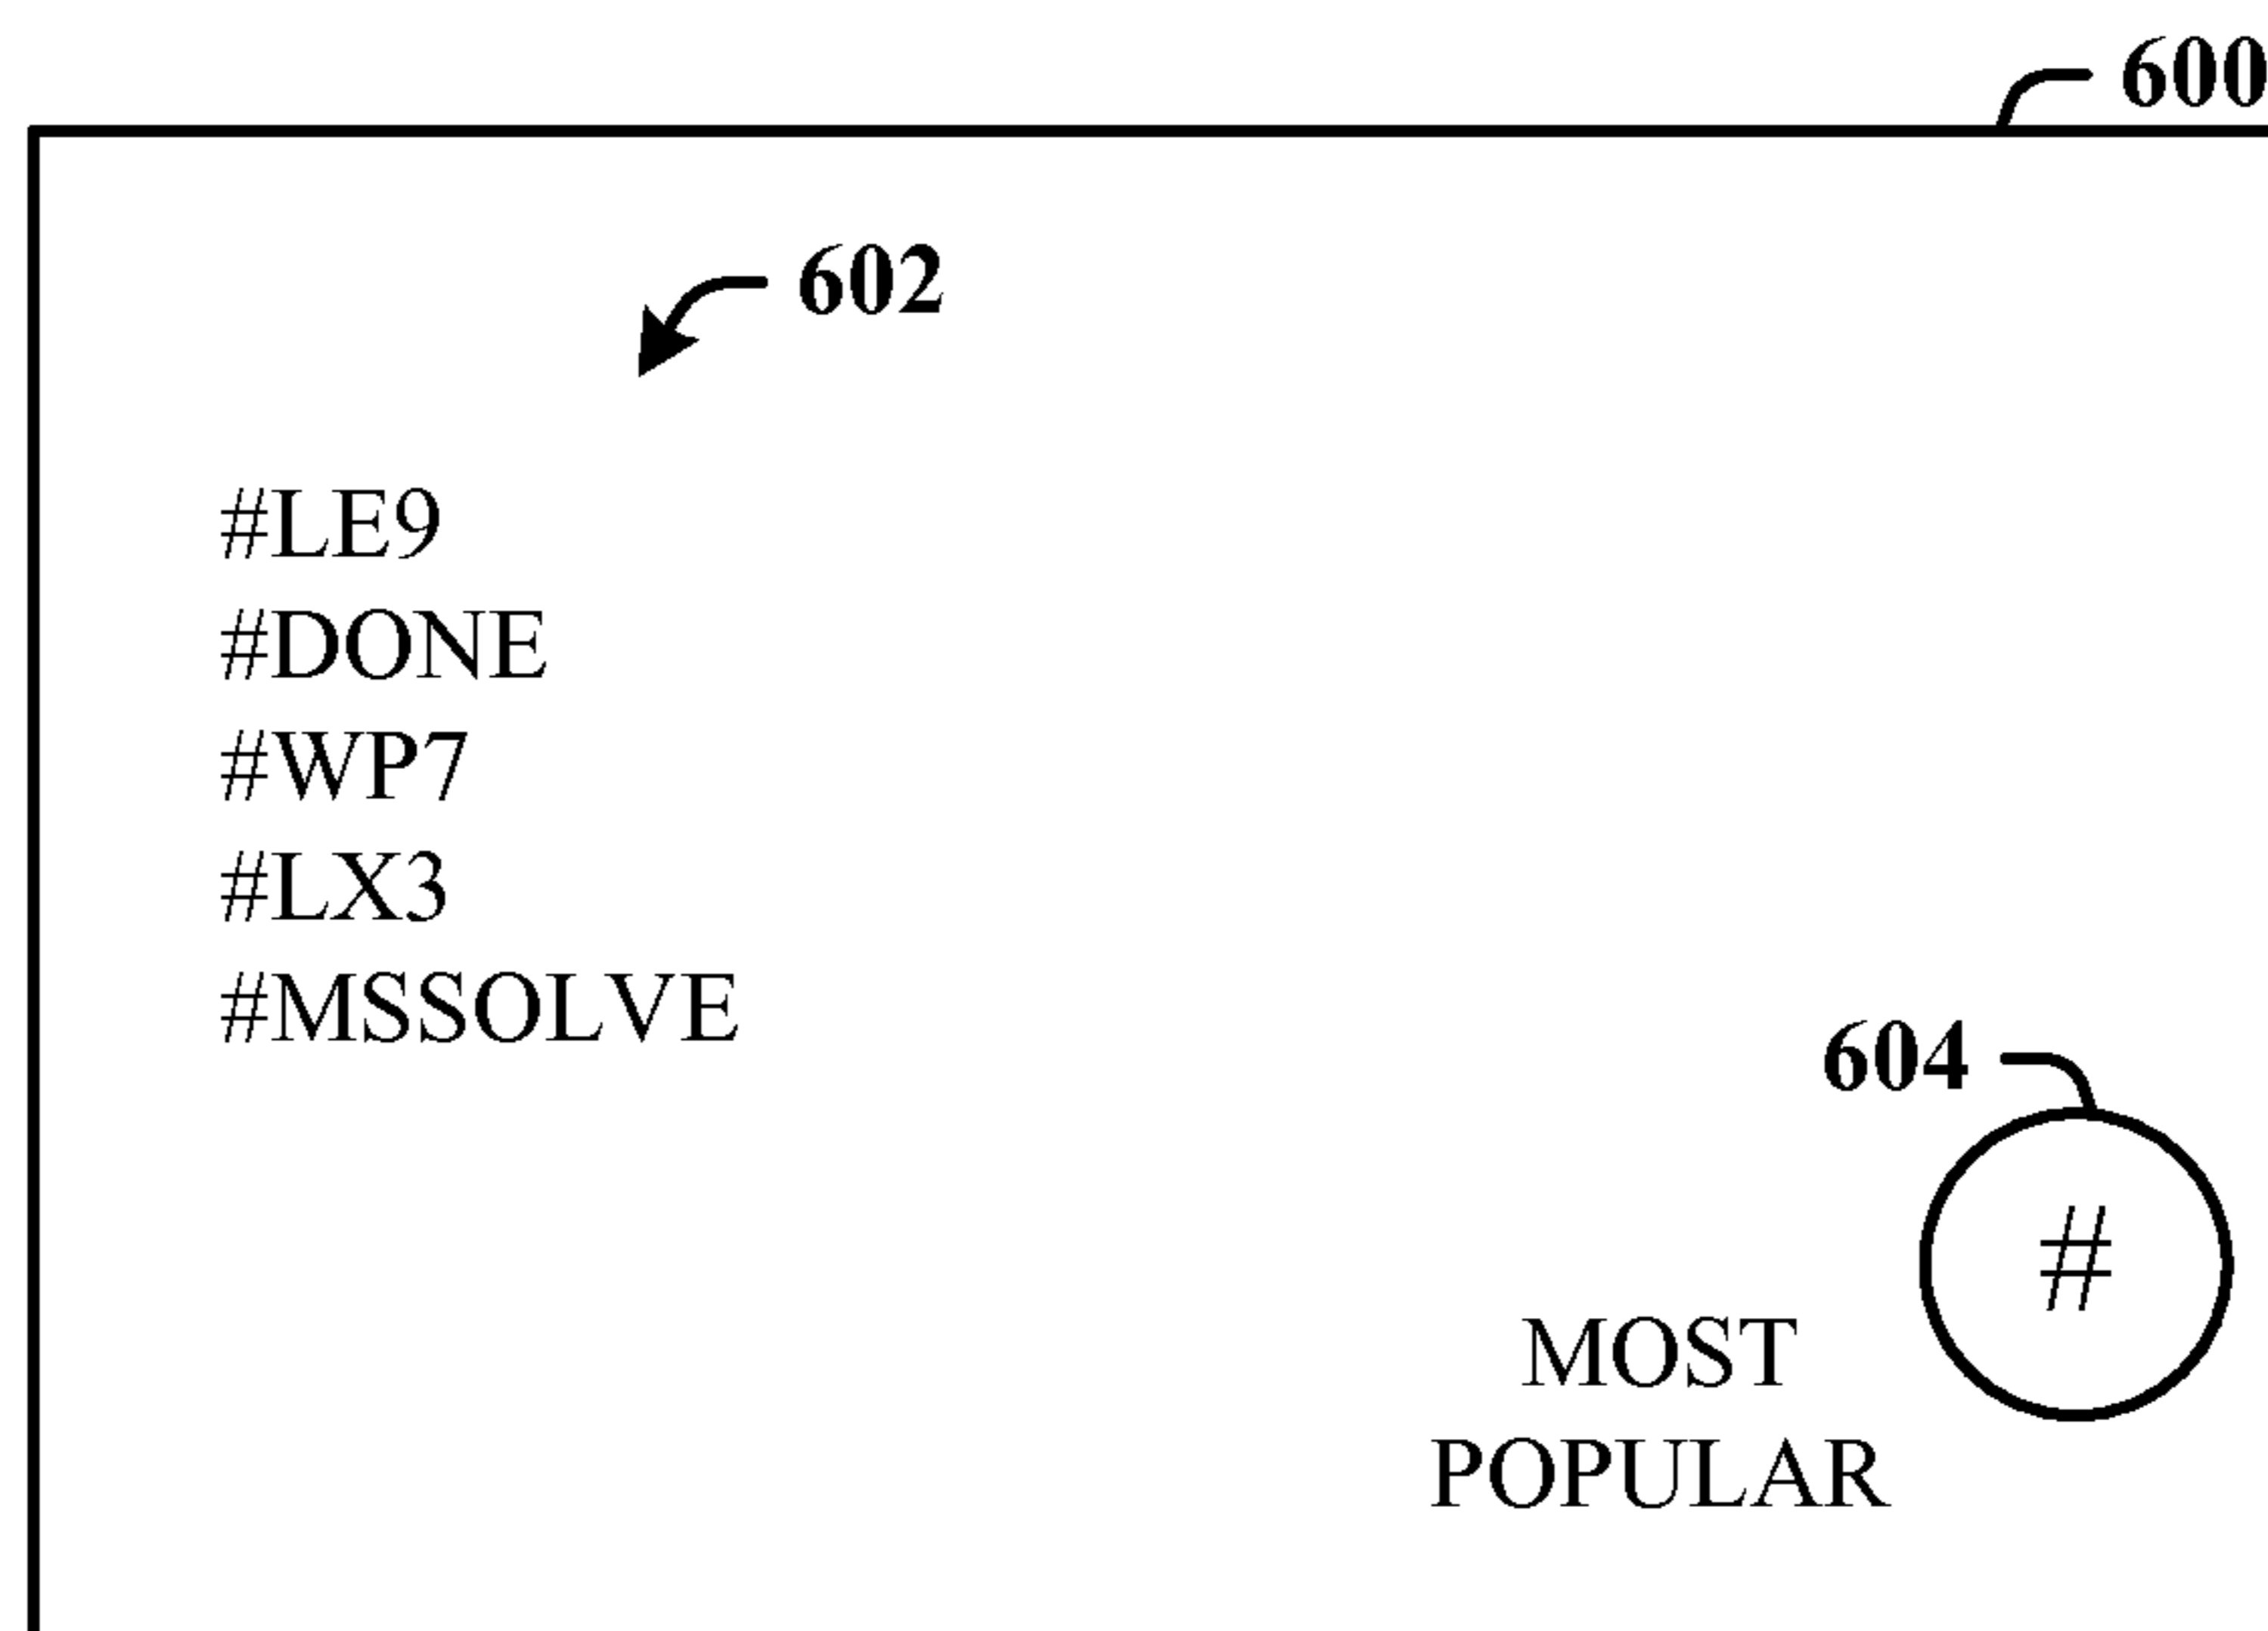 600
602
#LE9
#DONE
#WP7
#LX3
#MSSOLVE
604
#
MOST
POPULAR